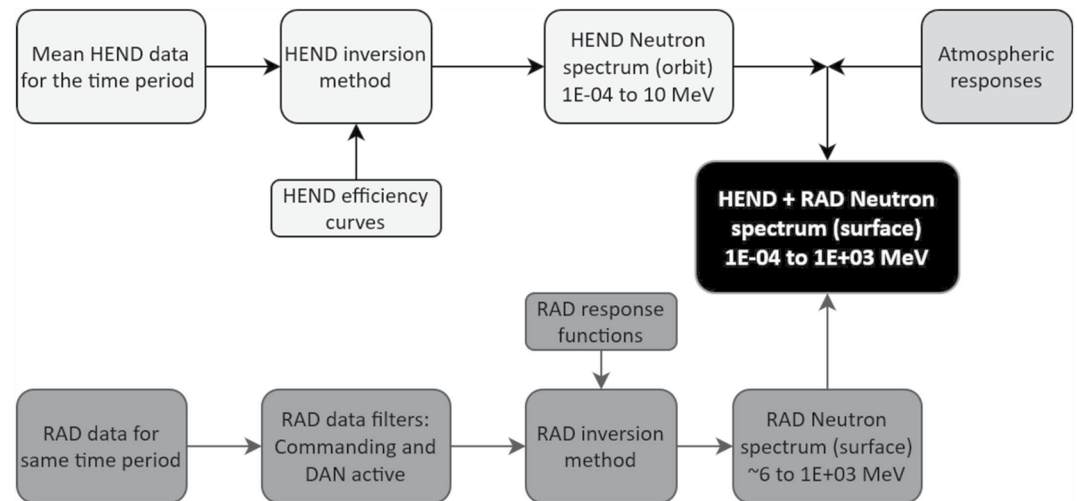 Mean HEND data
for the time period
HEND inversion
method
HEND Neutron
spectrum (orbit)
1E-04 to 10 MeV
Atmospheric
responses
HEND efficiency
curves
HEND + RAD Neutron
spectrum (surface)
1E-04 to 1E+03 MeV
RAD response
functions
RAD data for
same time period
RAD data filters:
Commanding and
DAN active
RAD inversion
method
RAD Neutron
spectrum (surface)
~6 to 1E+03 MeV